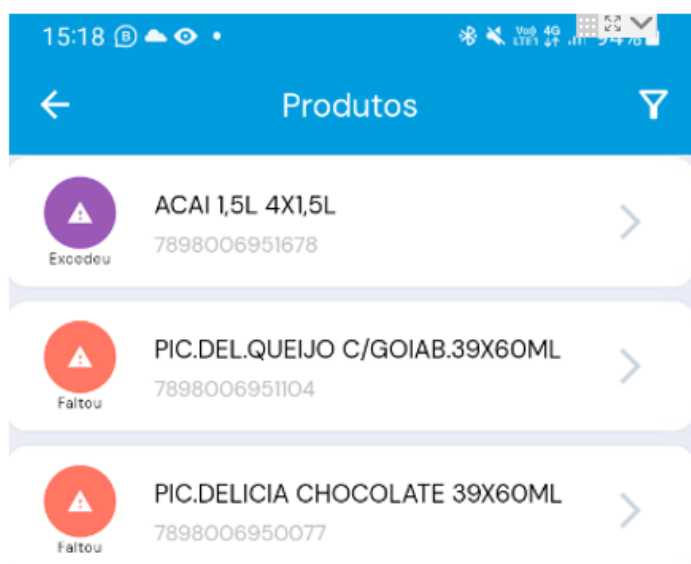 15:18
Produtos
ACAI 1,5L 4X1,5L
7898006951678
Excedeu
PIC.DEL.QUEIJO C/GOIAB.39X60ML
7898006951104
Faltou
PIC.DELICIA CHOCOLATE 39X60ML
7898006950077
Faltou